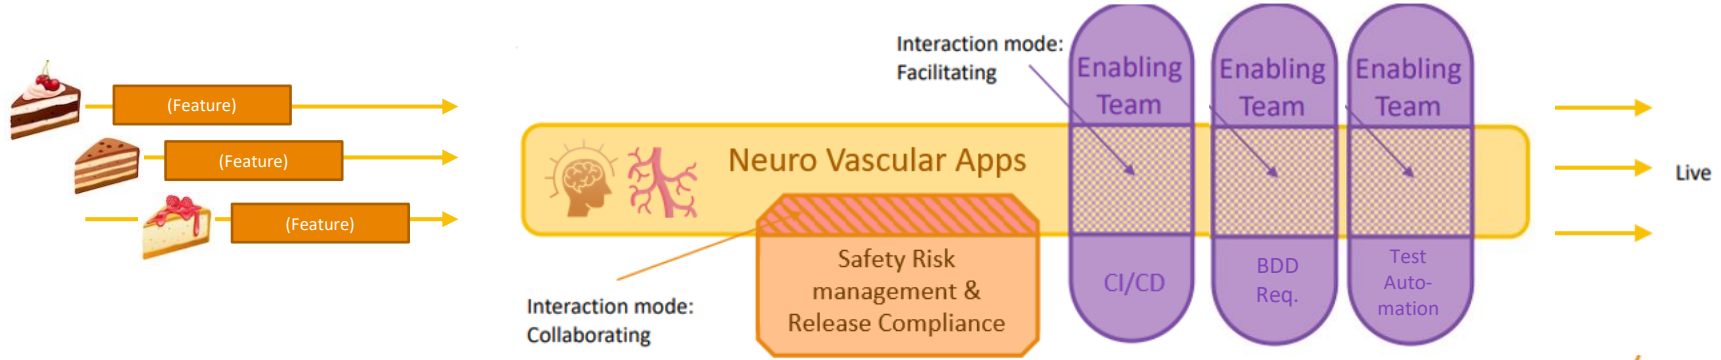 (Feature)
(Feature)
(Feature)
Interaction mode:
Facilitating
Enabling
Team
Enabling
Team
Enabling
Team
Neuro Vascular Apps
Safety Risk
management &
Release Compliance
Interaction mode:
Collaborating
CI/CD
BDD
Req.
Test
Auto-
mation
Live